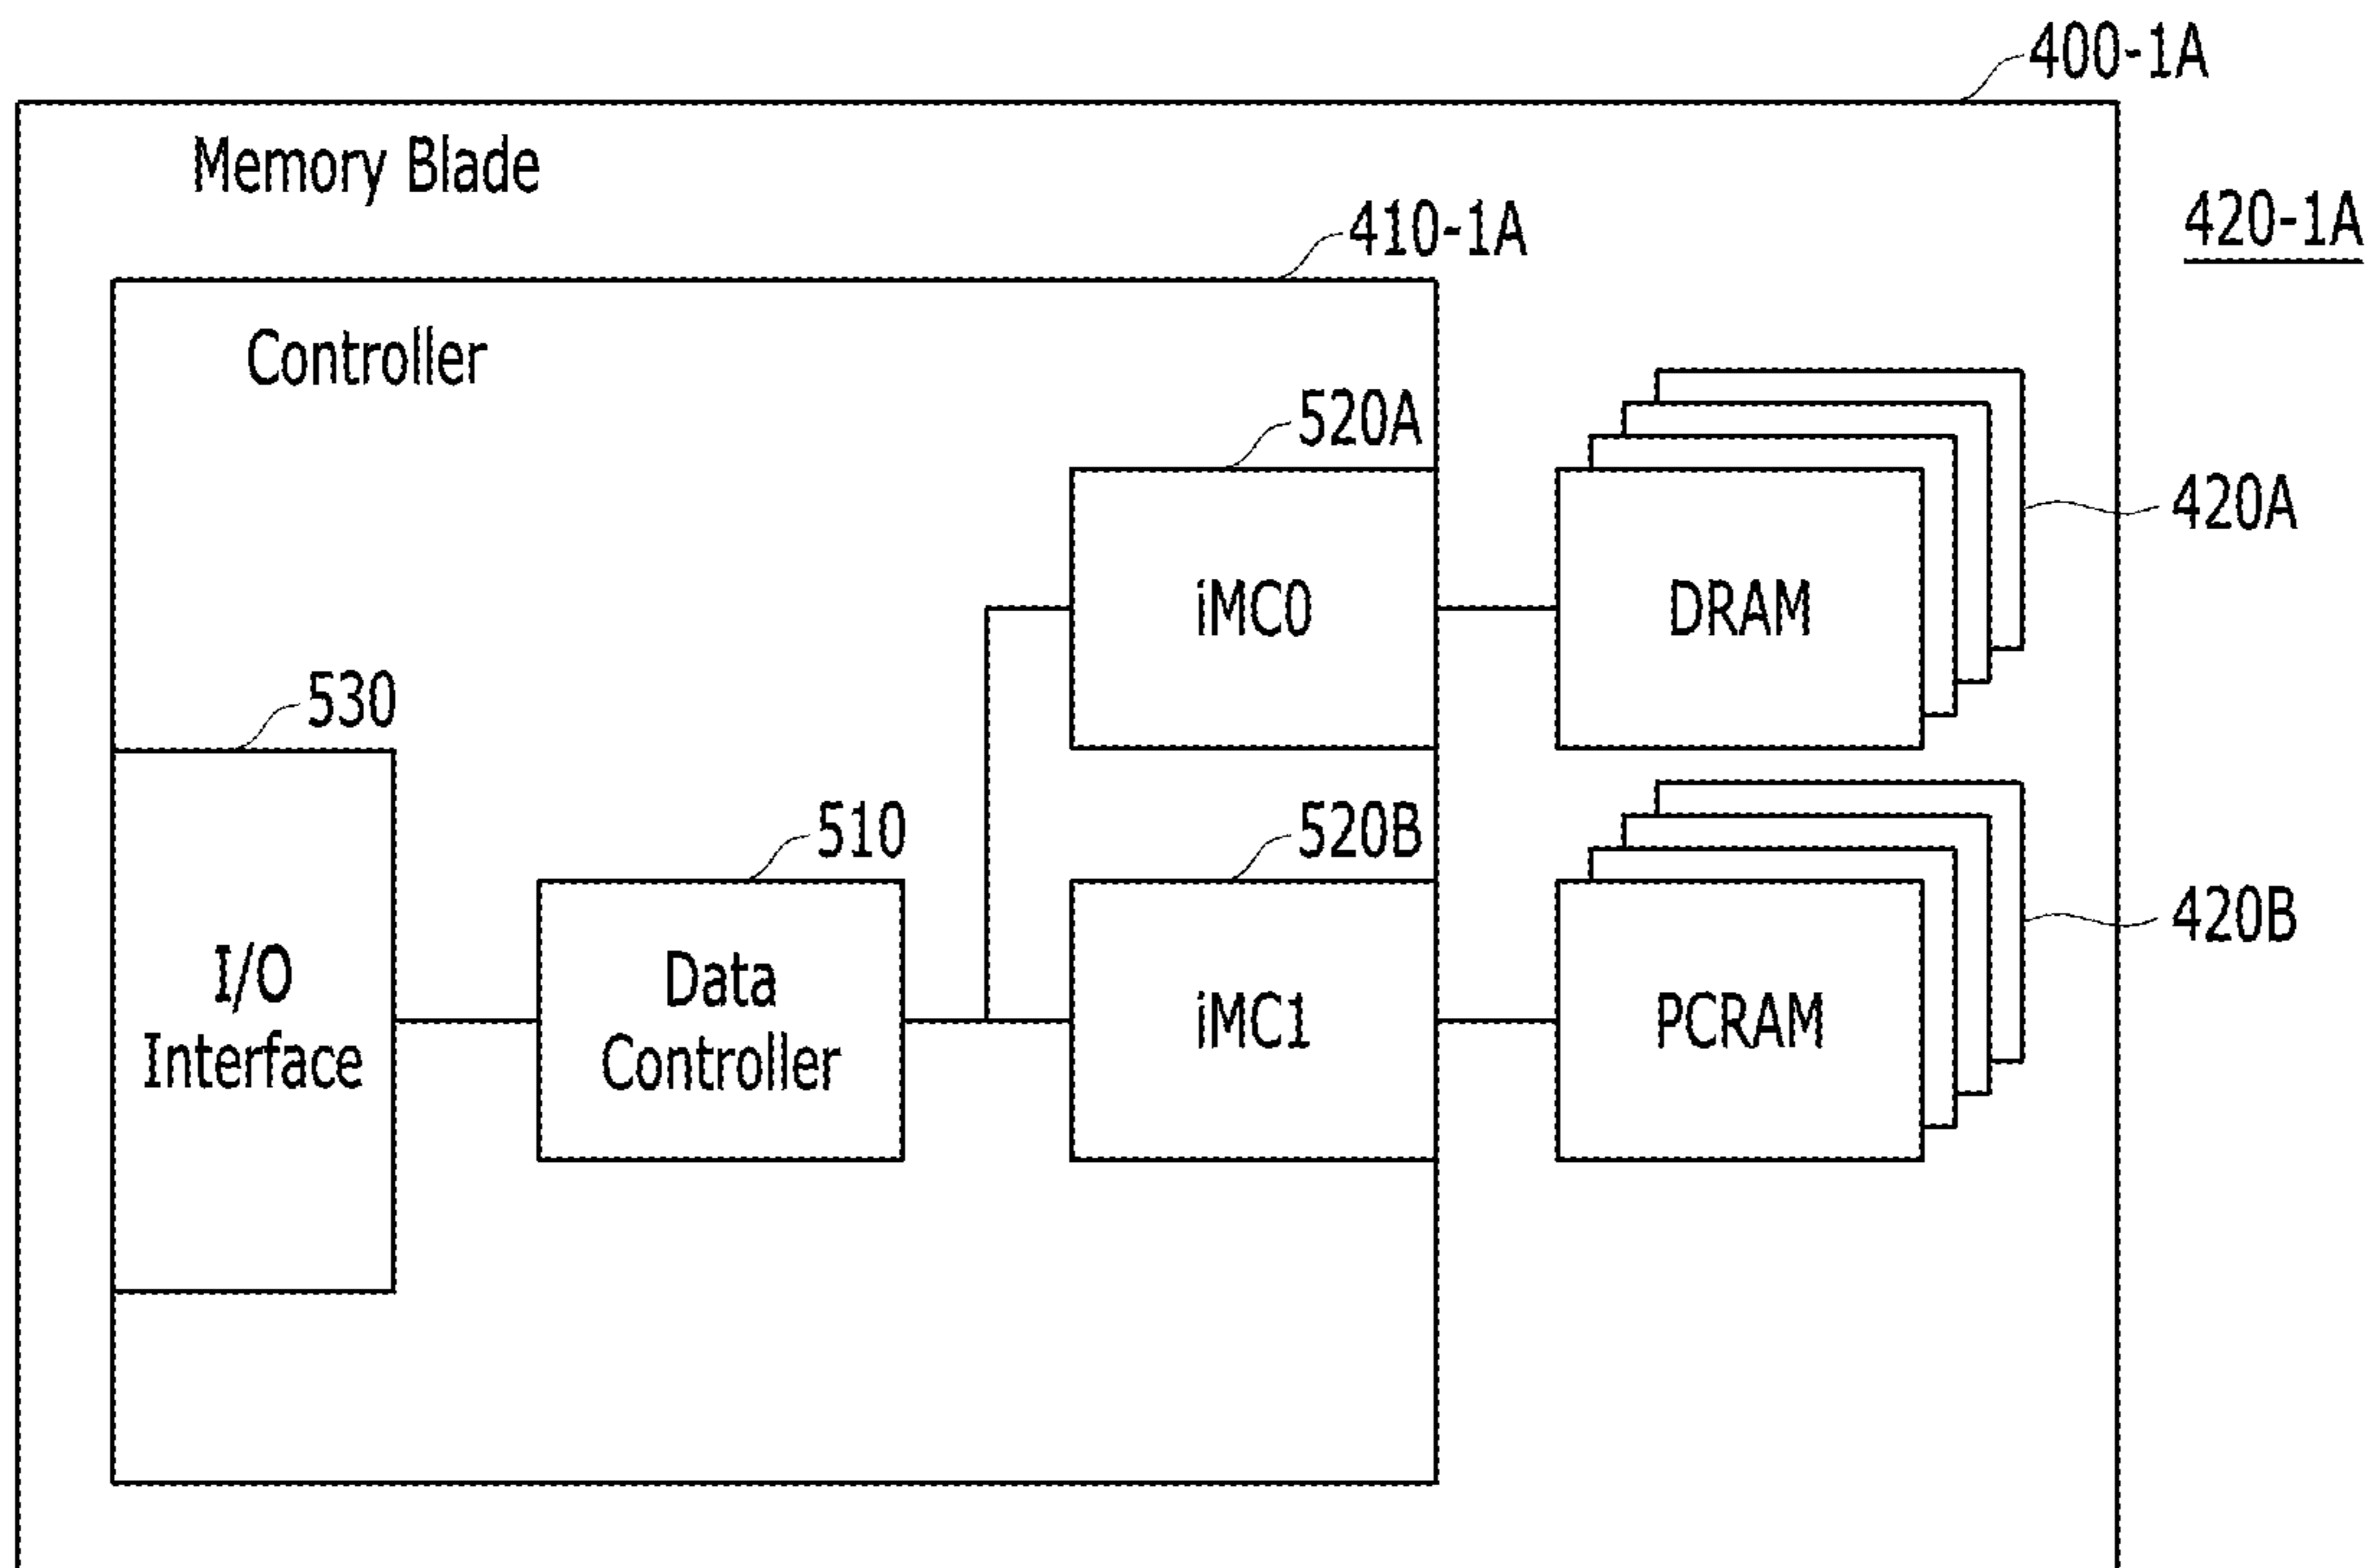 400-1A
Memory Blade
420-1A
410-1A
Controller
520A
420A
iMC0
DRAM
530
510
520B
420B
I/O
Interface
Data
Controller
iMC1
PCRAM